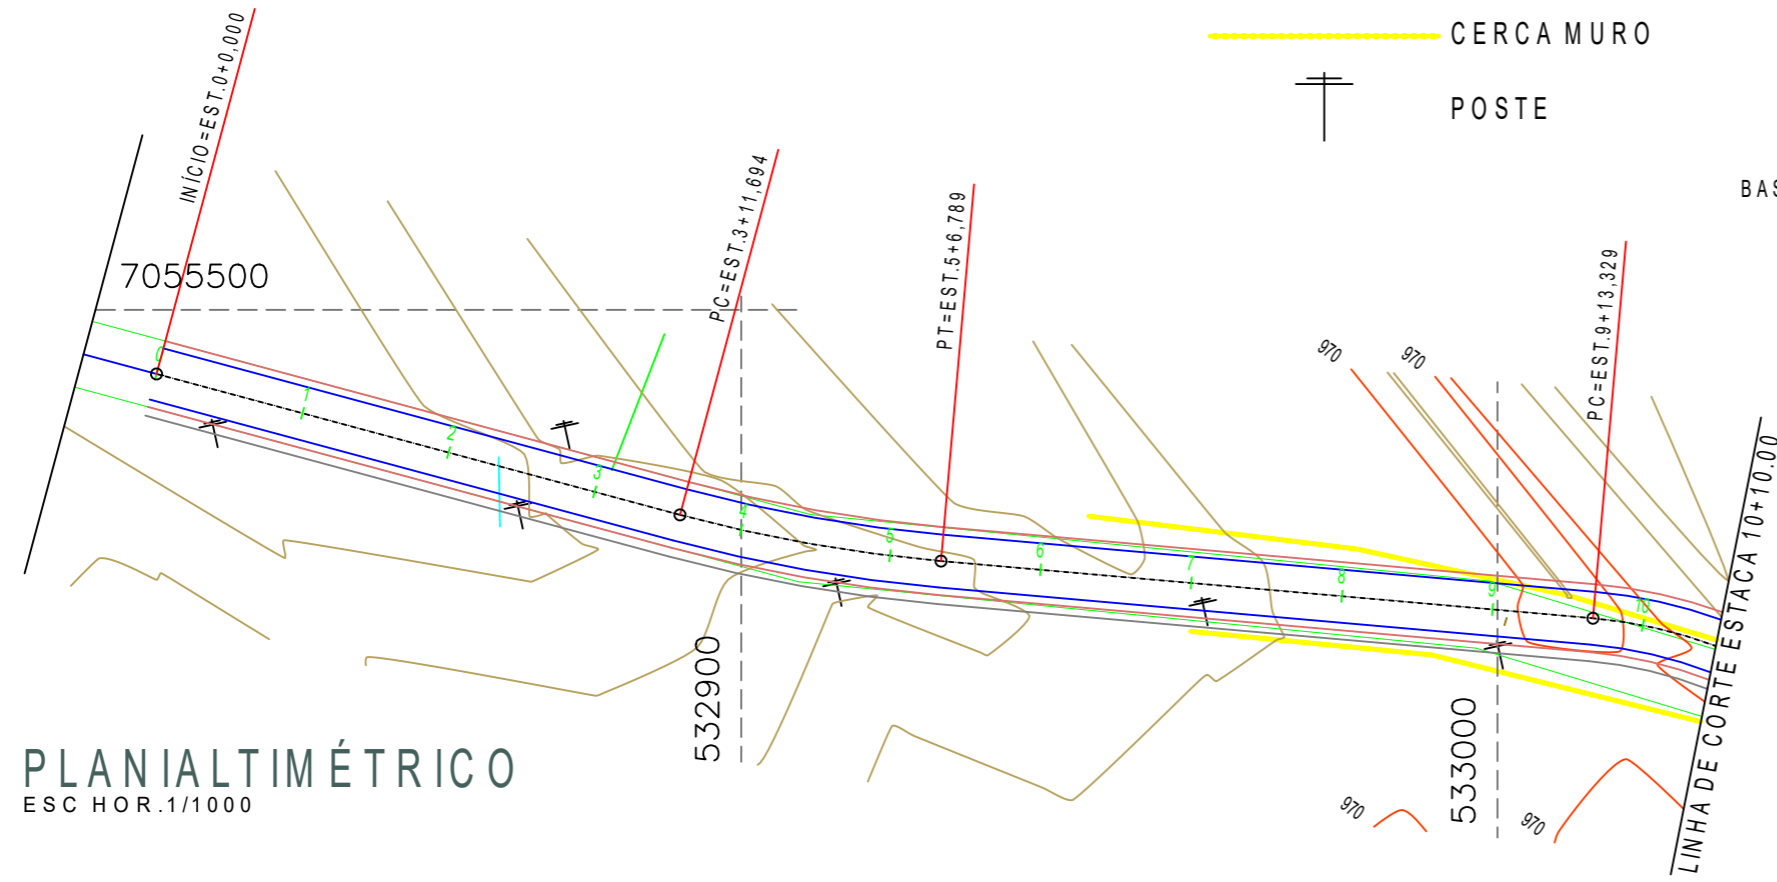 CERCA MURO
POSTE
BAS
INÍCIO=EST.0+0,000
PC=EST.3+11,694
PT=EST.5+6,789
PC=EST.9+13,329
7055500
970
970
0
1
2
3
4
5
6
7
8
9
10
532900
533000
970
970
LINHA DE CORTE ESTACA 10+10.00
PLANIALTIMÉTRICO
ESC HOR.1/1000